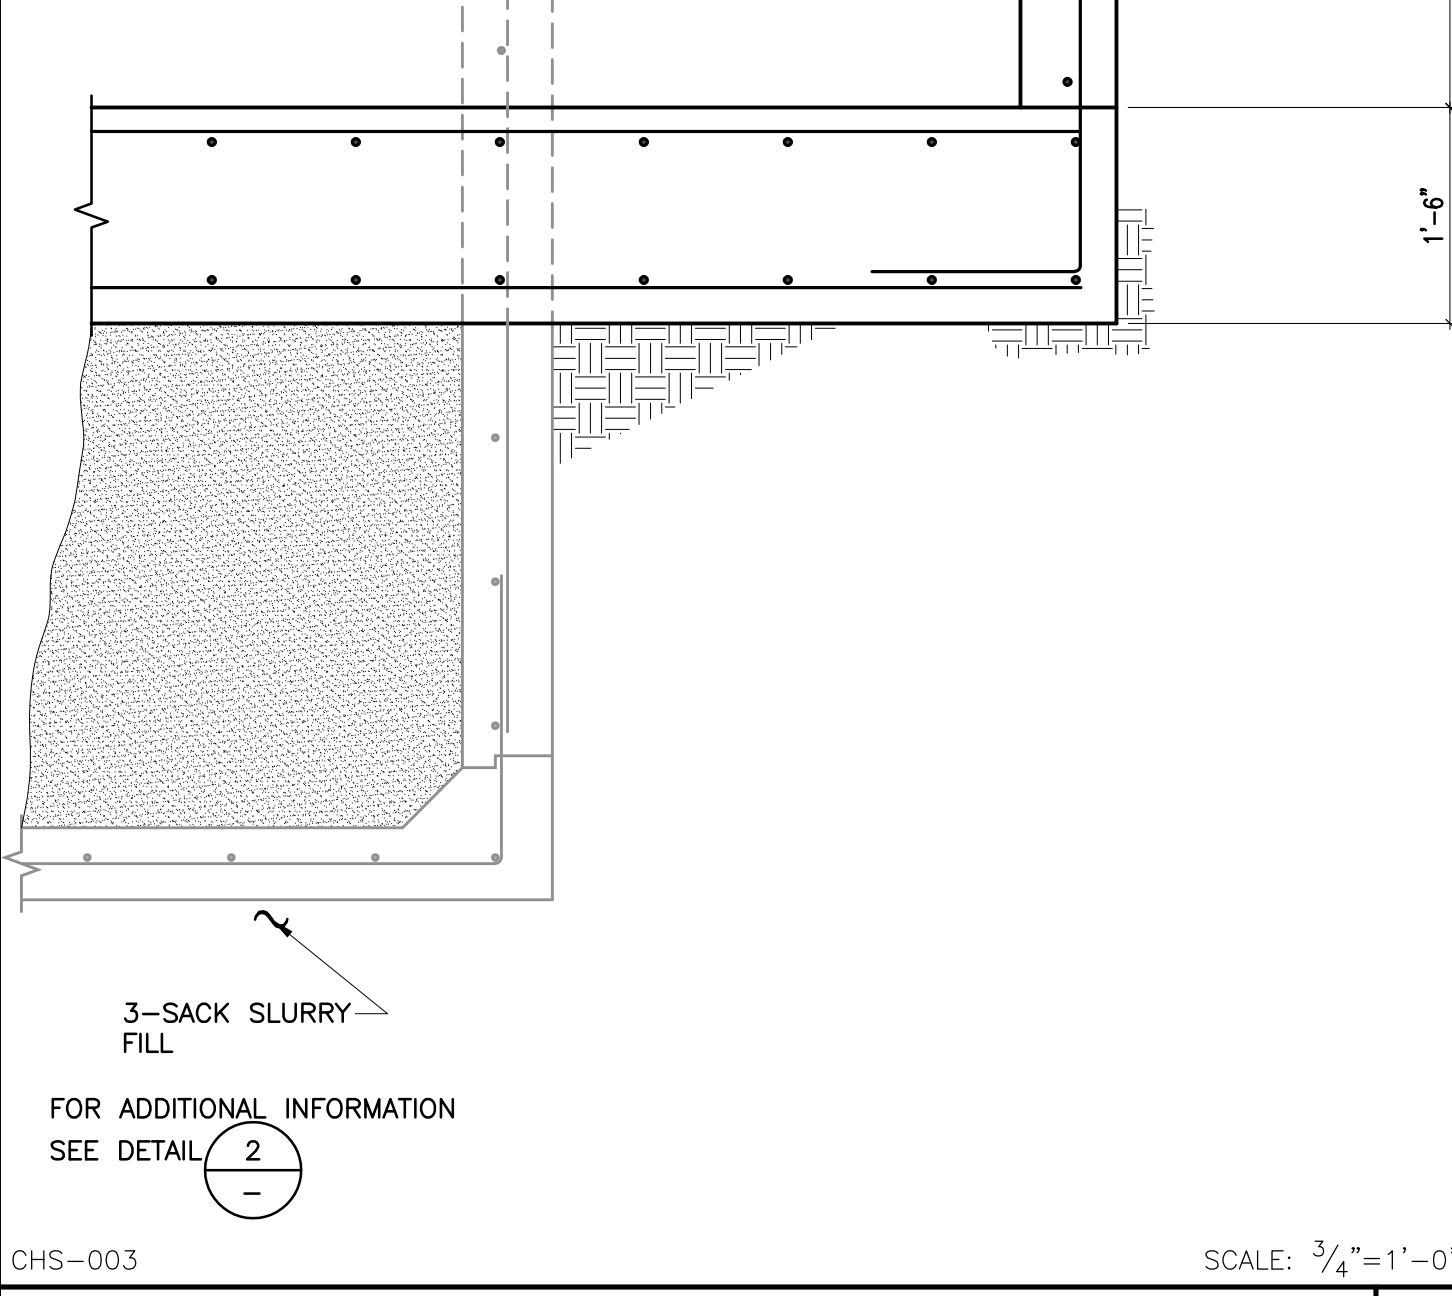 1'-6"
3-SACK SLURRY
FILL
FOR ADDITIONAL INFORMATION
SEE DETAIL 2
-
CHS-003
SCALE: 3/4"=1'-0"